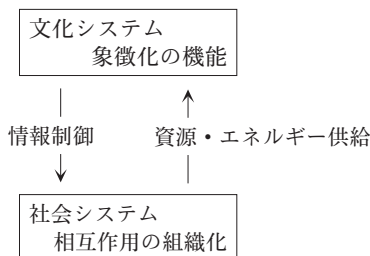 文化システム
象徴化の機能
情報制御
資源・エネルギー供給
社会システム
相互作用の組織化